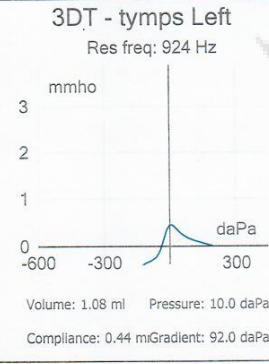 3DT - tymps Left
Res freq: 924 Hz
mmho
3
2
1
daPa
0
-600 -300 300
Volume: 1.08 ml Pressure: 10.0 daPa
Compliance: 0.44 mlGradient: 92.0 daPa